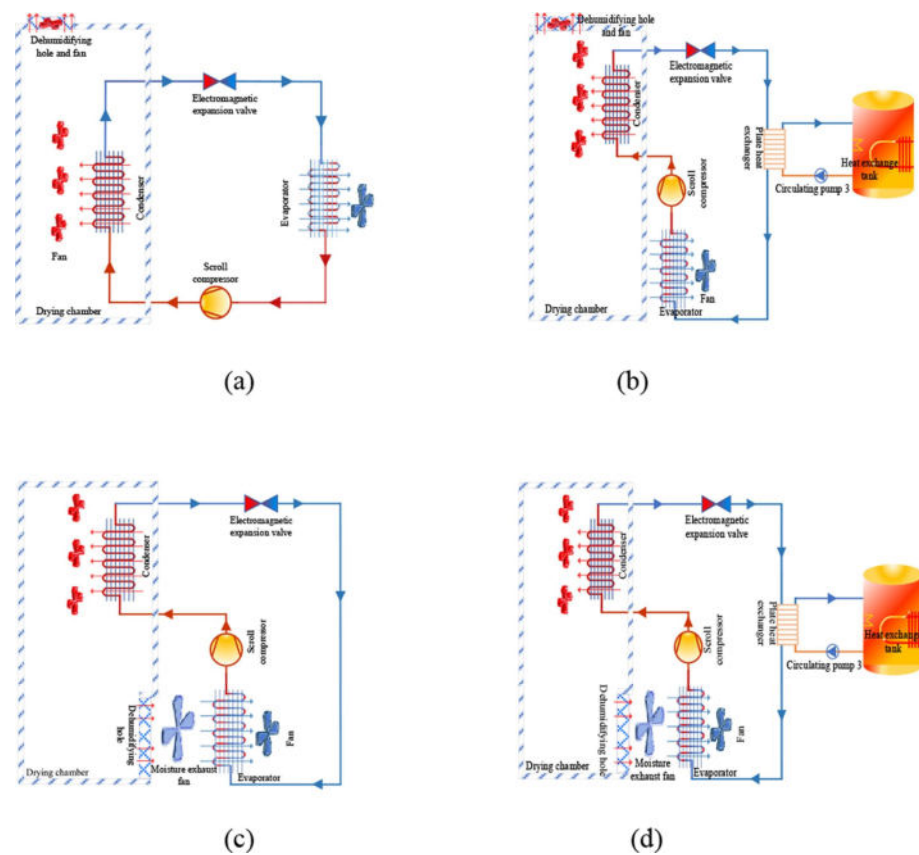 Dehumidifying hole
and fan
Electromagnetic
expansion valve
Condenser
Evaporator
Fan
Scroll
compressor
Drying chamber
(a)
Dehumidifying hole
and fan
Electromagnetic
expansion valve
Condenser
Plate heat
exchanger
Heat exchange
tank
Circulating pump 3
Scroll
compressor
Fan
Drying chamber
Evaporator
(b)
Electromagnetic
expansion valve
Condenser
Scroll
compressor
Dehumidifying
hole
Fan
Drying chamber
Moisture exhaust
fan
Evaporator
(c)
Electromagnetic
expansion valve
Condenser
Plate heat
exchanger
Heat exchange
tank
Circulating pump 3
Scroll
compressor
Dehumidifying hole
Fan
Drying chamber
Moisture exhaust
fan
Evaporator
(d)